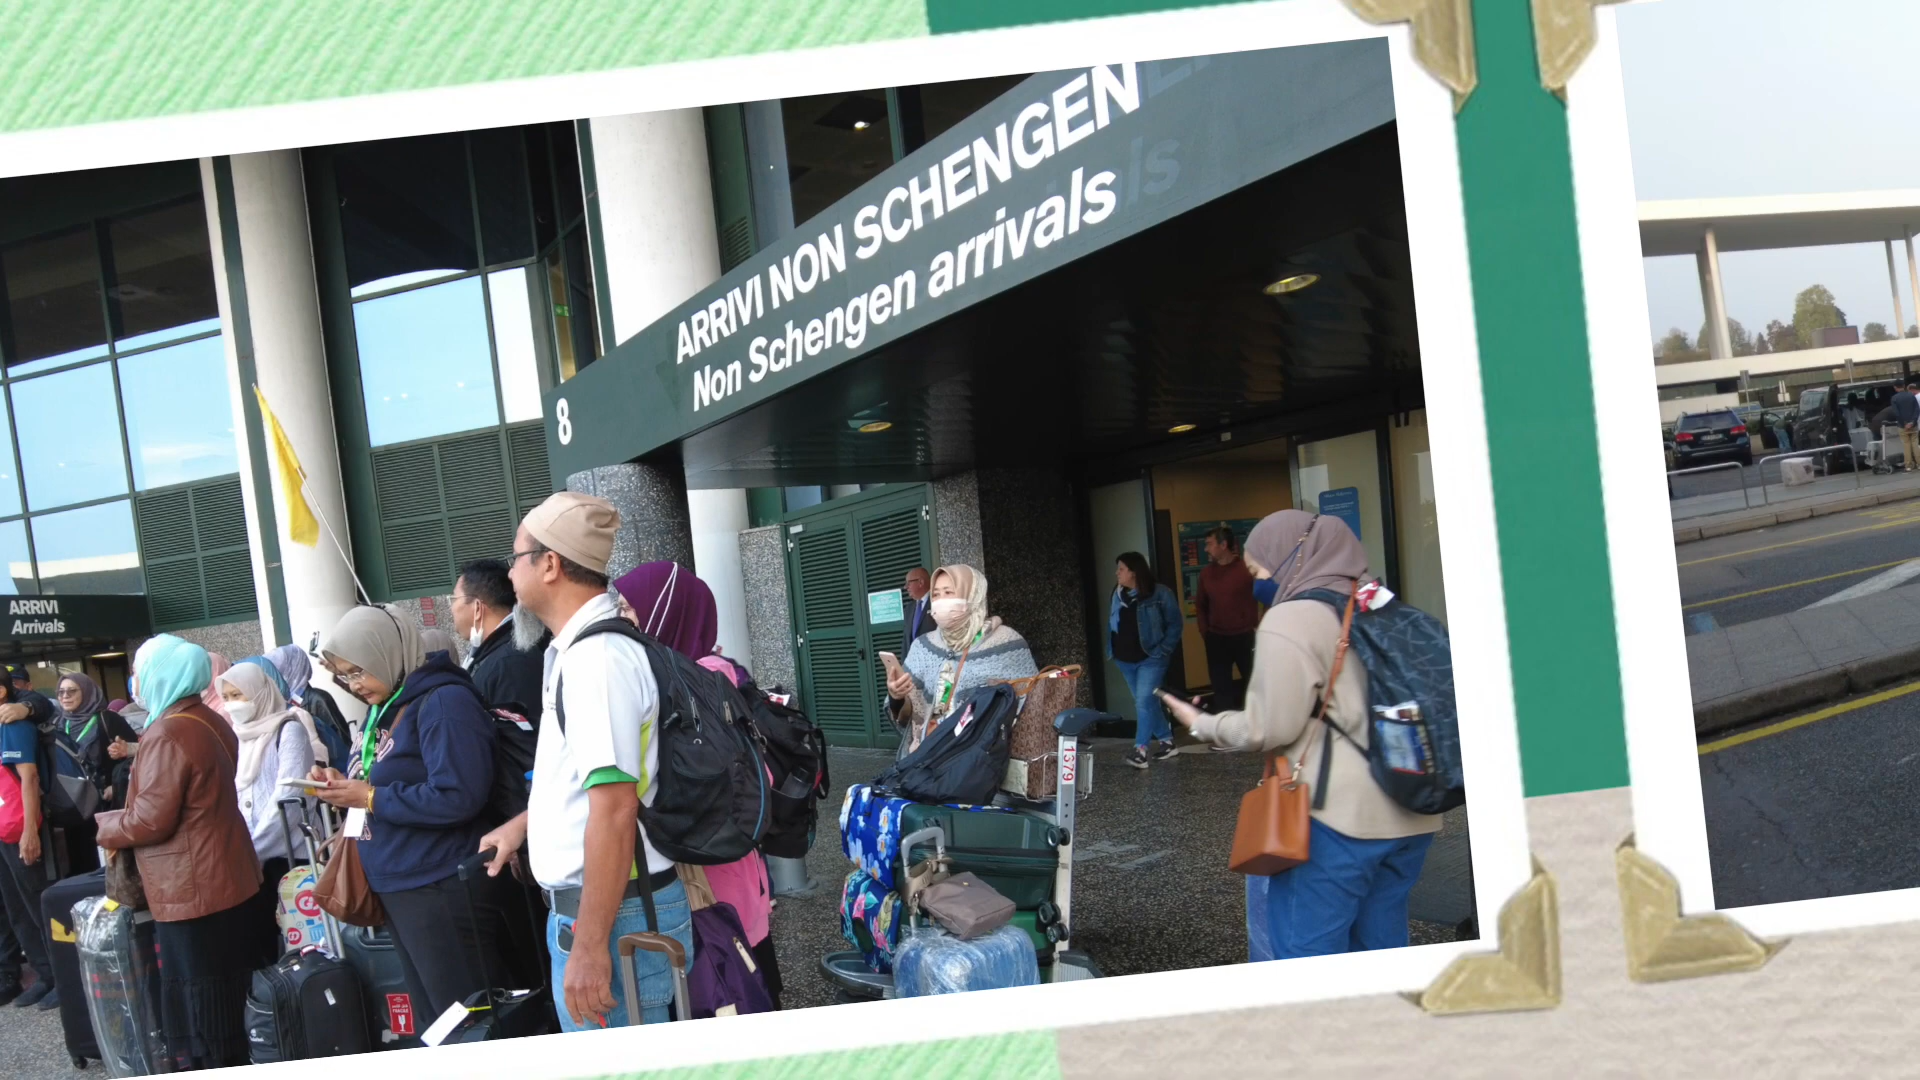 ARRIVI NON SCHENGEN
Non Schengen arrivals
8
ARRIVI
Arrivals
1379
FRAGILE